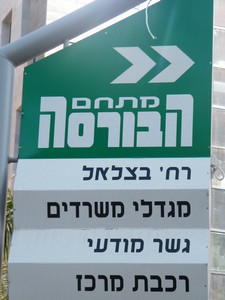 מתחם
הבורסה
רח' בצלאל
מגדלי משרדים
גשר מודעי
רכבת מרכז